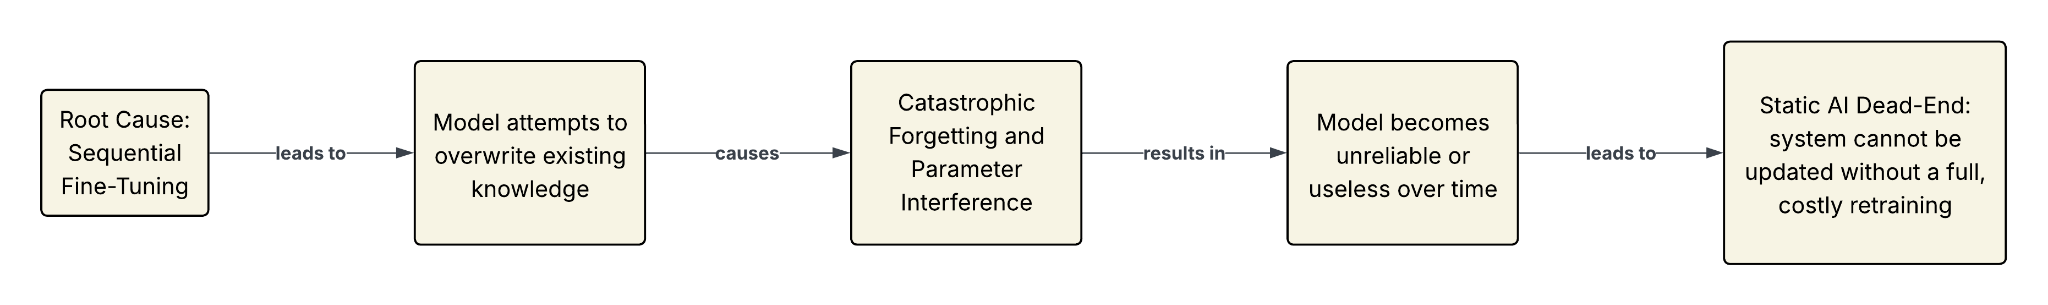 Root Cause:
Sequential
Fine-Tuning
leads to
Model attempts to
overwrite existing
knowledge
causes
Catastrophic
Forgetting and
Parameter
Interference
results in
Model becomes
unreliable or
useless over time
leads to
Static AI Dead-End:
system cannot be
updated without a full,
costly retraining